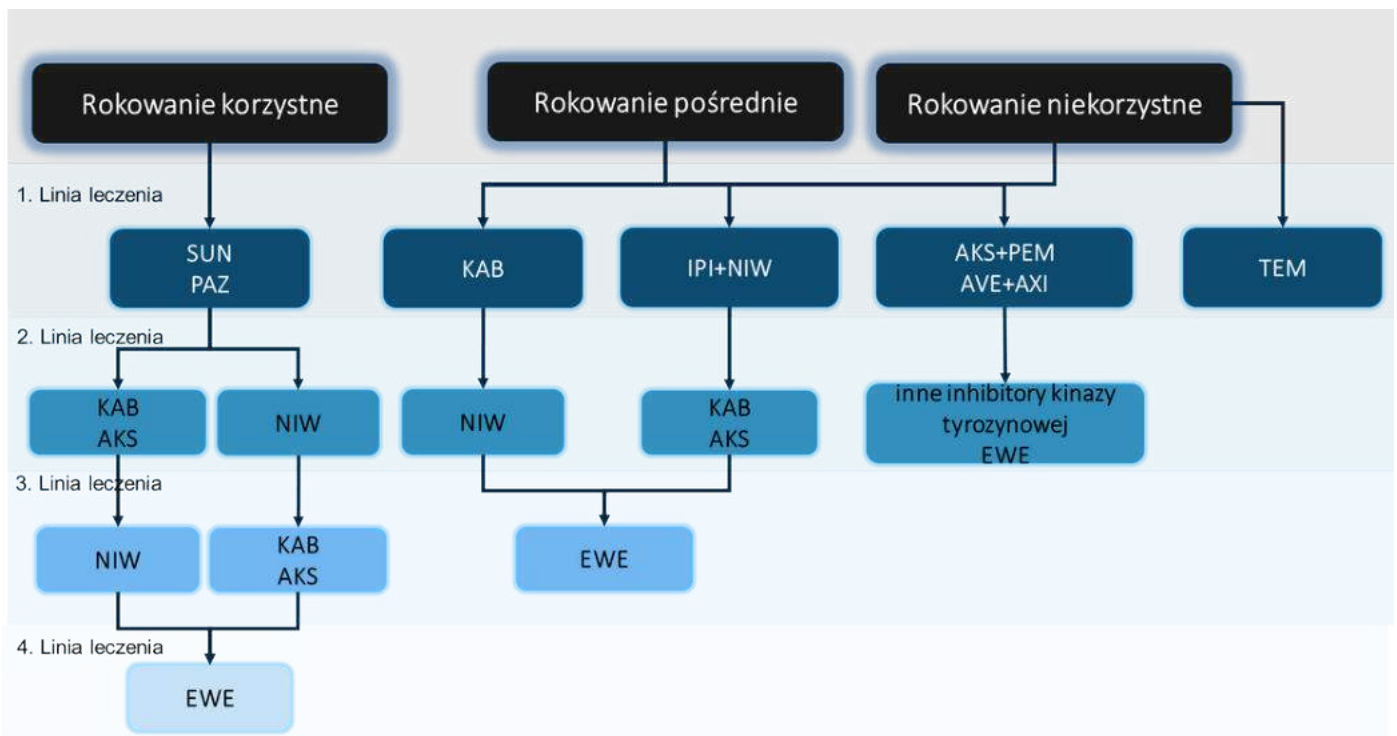 Rokowanie korzystne
Rokowanie pośrednie
Rokowanie niekorzystne
1. Linia leczenia
SUN
PAZ
KAB
IPI+NIW
AKS+PEM
AVE+AXI
TEM
2. Linia leczenia
KAB
AKS
NIW
NIW
KAB
AKS
inne inhibitory kinazy
tyrozynowej
EWE
3. Linia leczenia
NIW
KAB
AKS
EWE
4. Linia leczenia
EWE